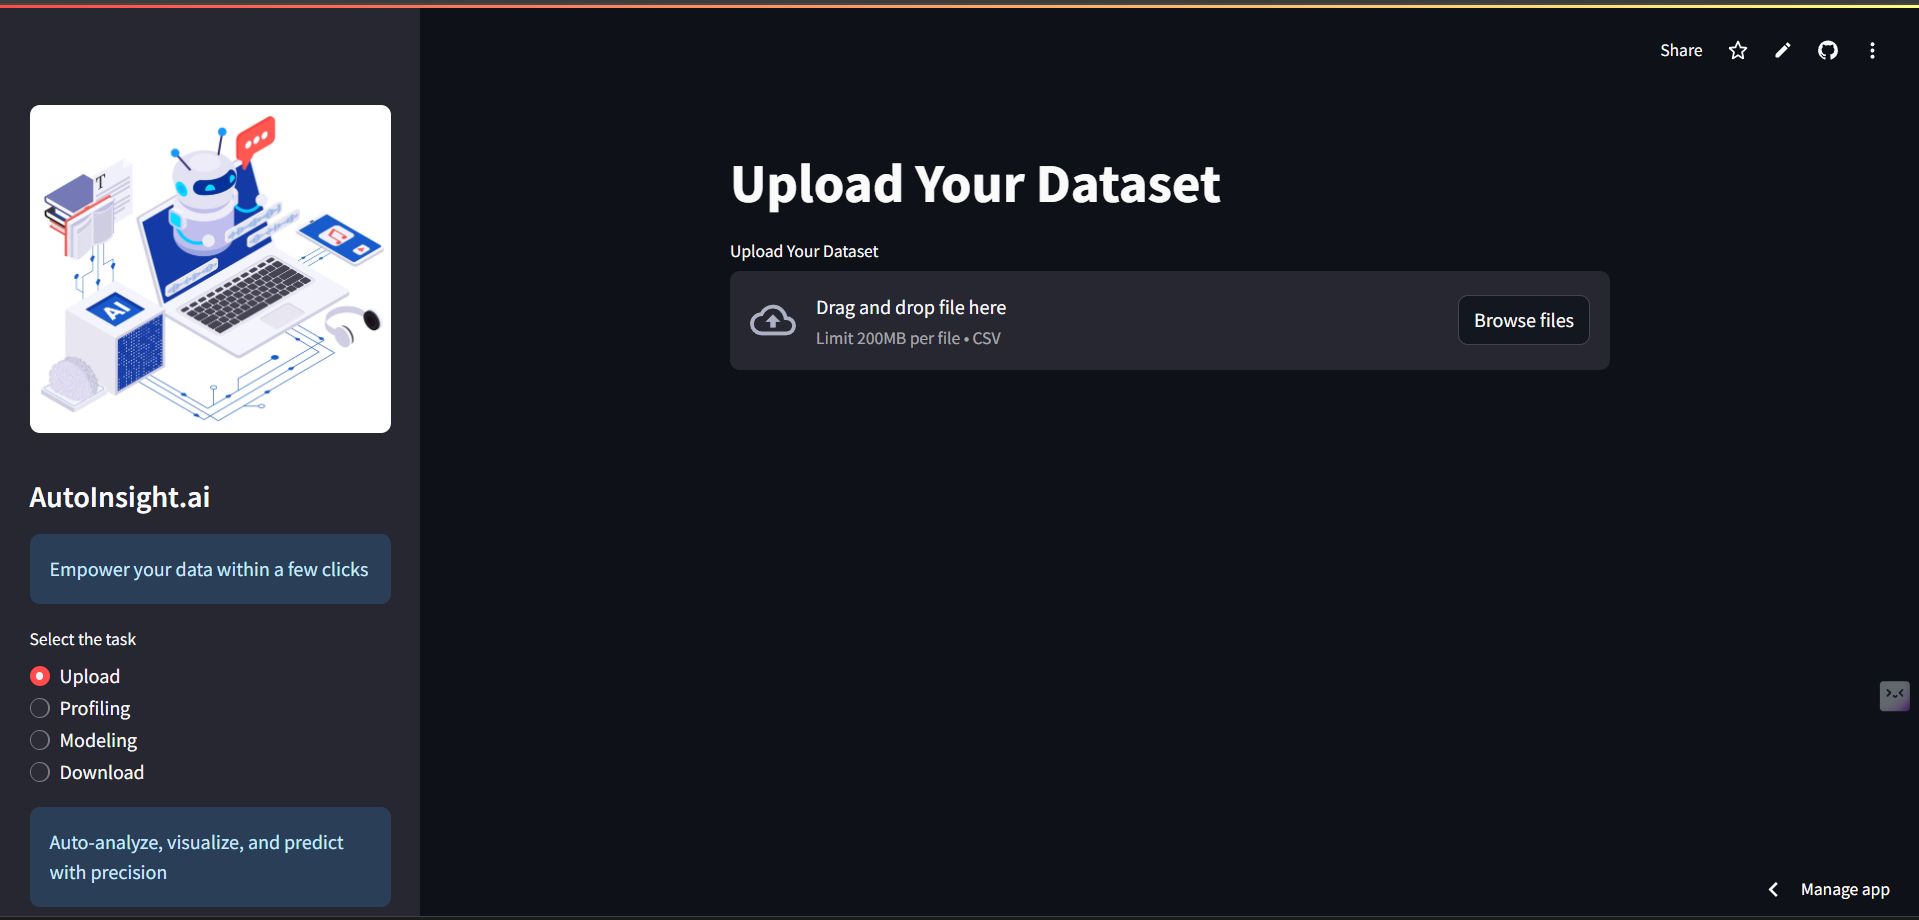 Share
T
AI
AutoInsight.ai
Empower your data within a few clicks
Select the task
Upload
Profiling
Modeling
Download
Auto-analyze, visualize, and predict
with precision
Upload Your Dataset
Upload Your Dataset
Drag and drop file here
Limit 200MB per file • CSV
Browse files
Manage app